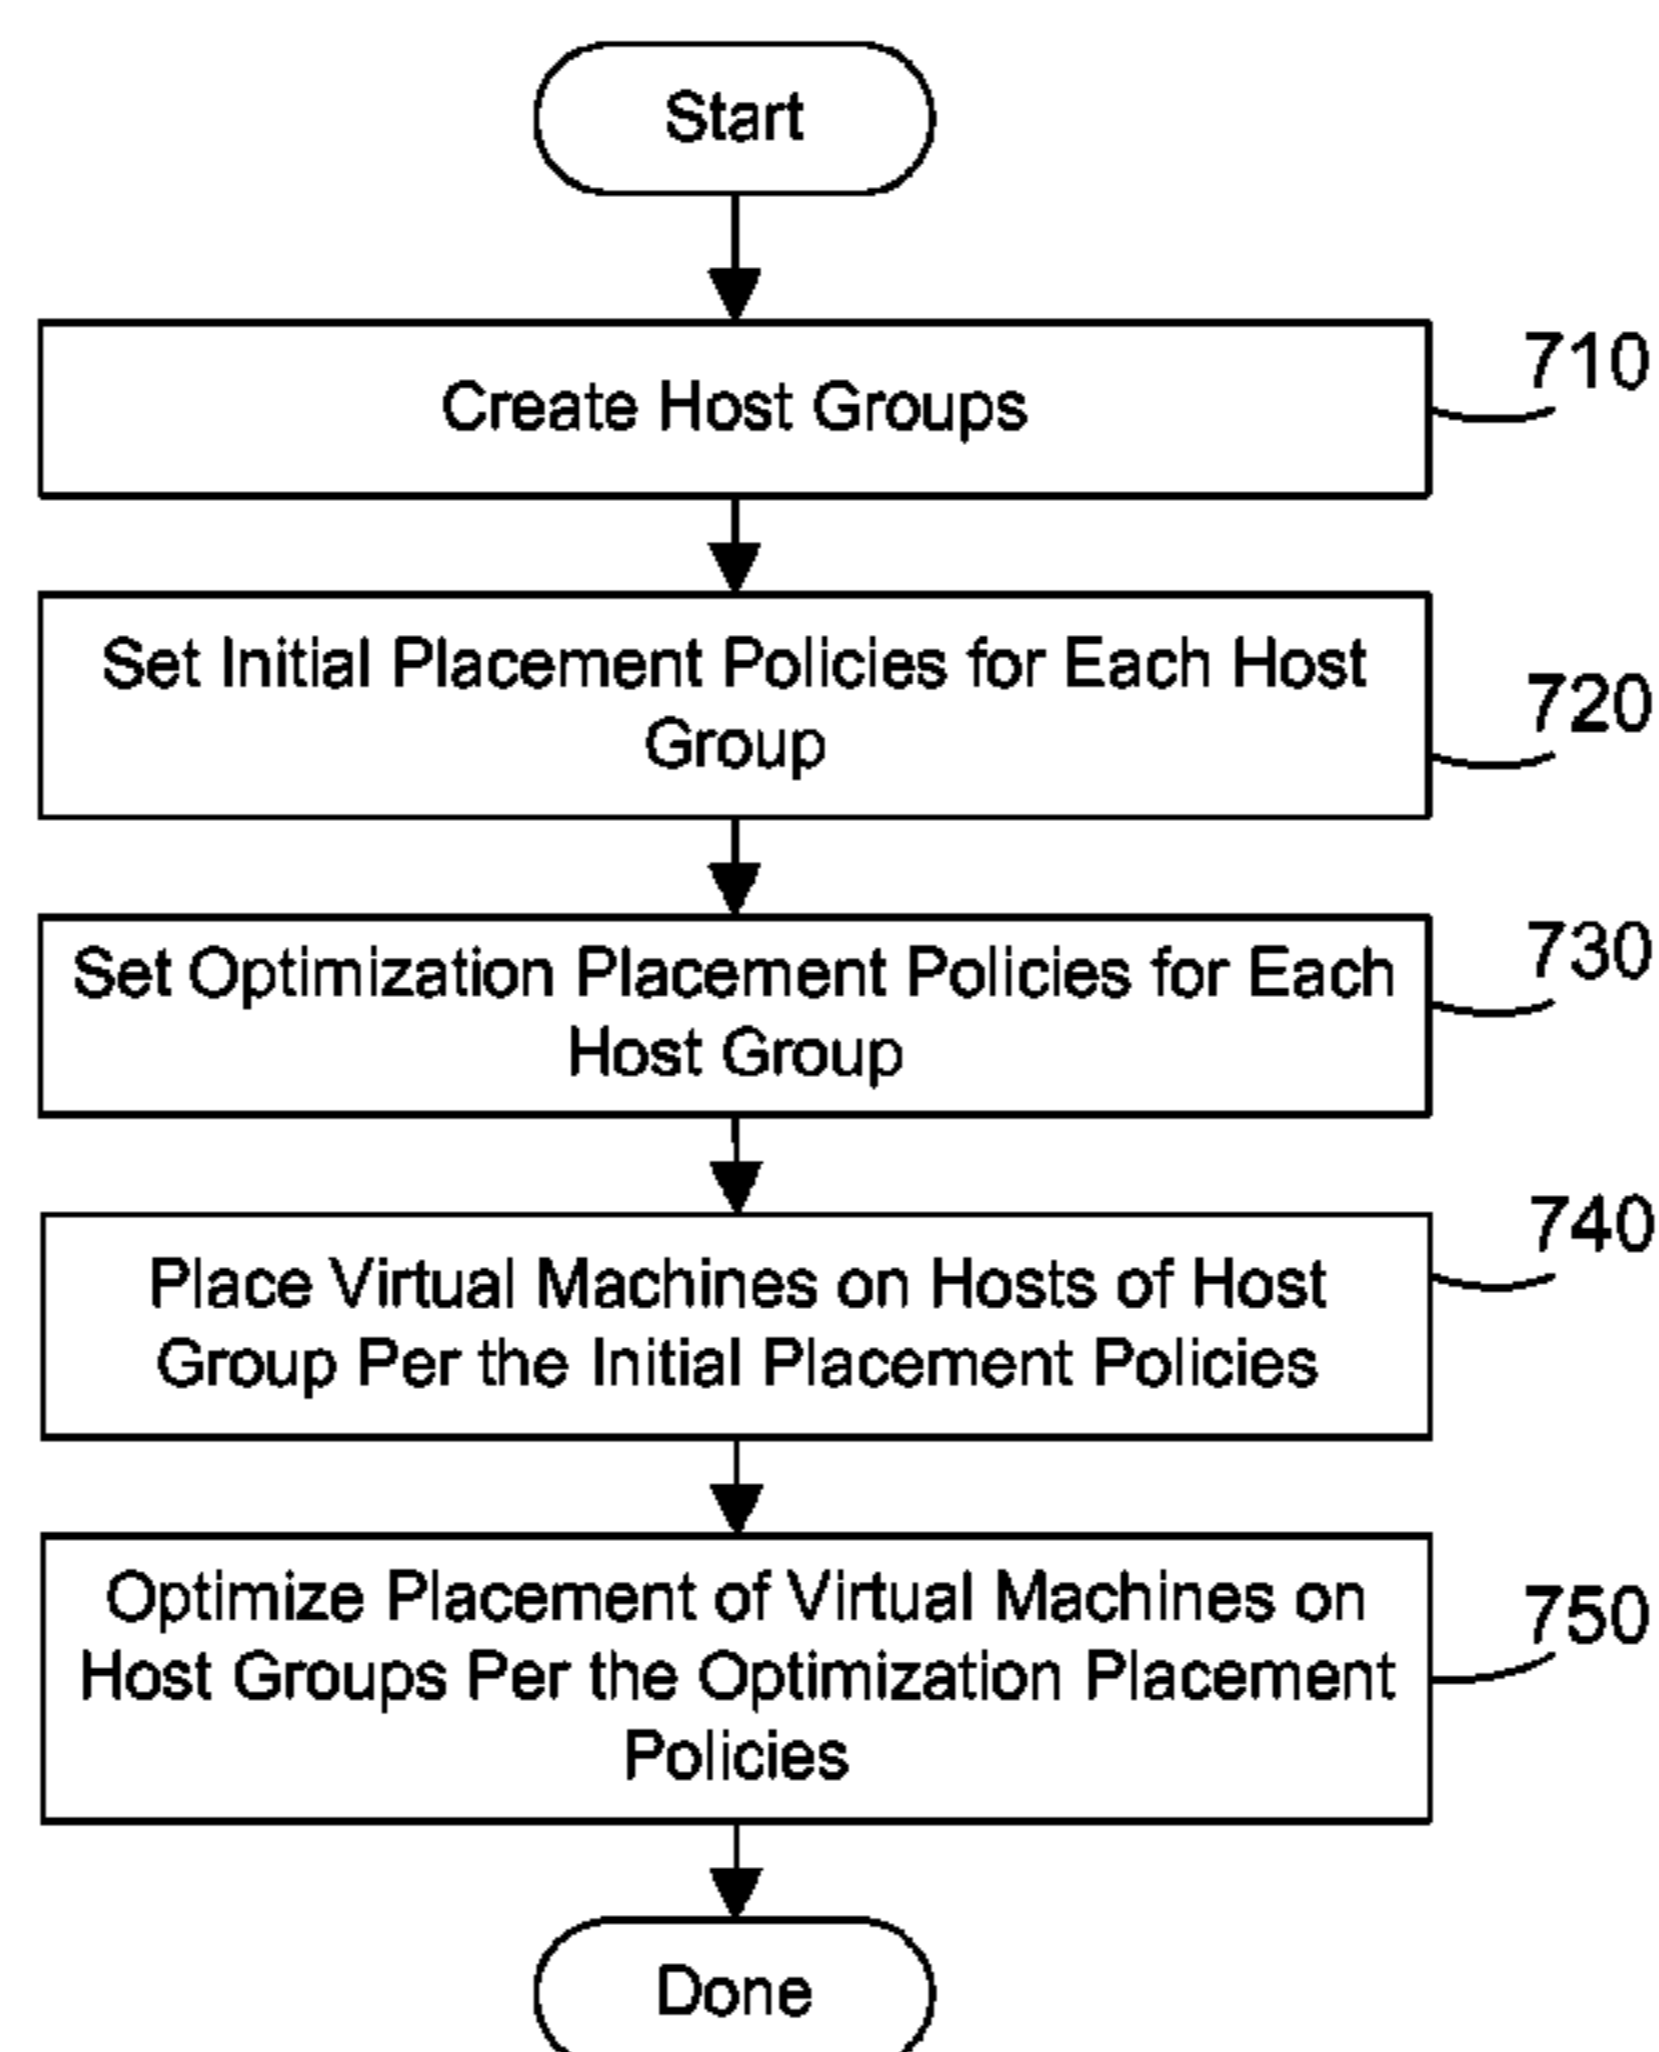 Start
Create Host Groups
710
Set Initial Placement Policies for Each Host
Group
720
Set Optimization Placement Policies for Each
Host Group
730
Place Virtual Machines on Hosts of Host
Group Per the Initial Placement Policies
740
Optimize Placement of Virtual Machines on
Host Groups Per the Optimization Placement
Policies
750
Done